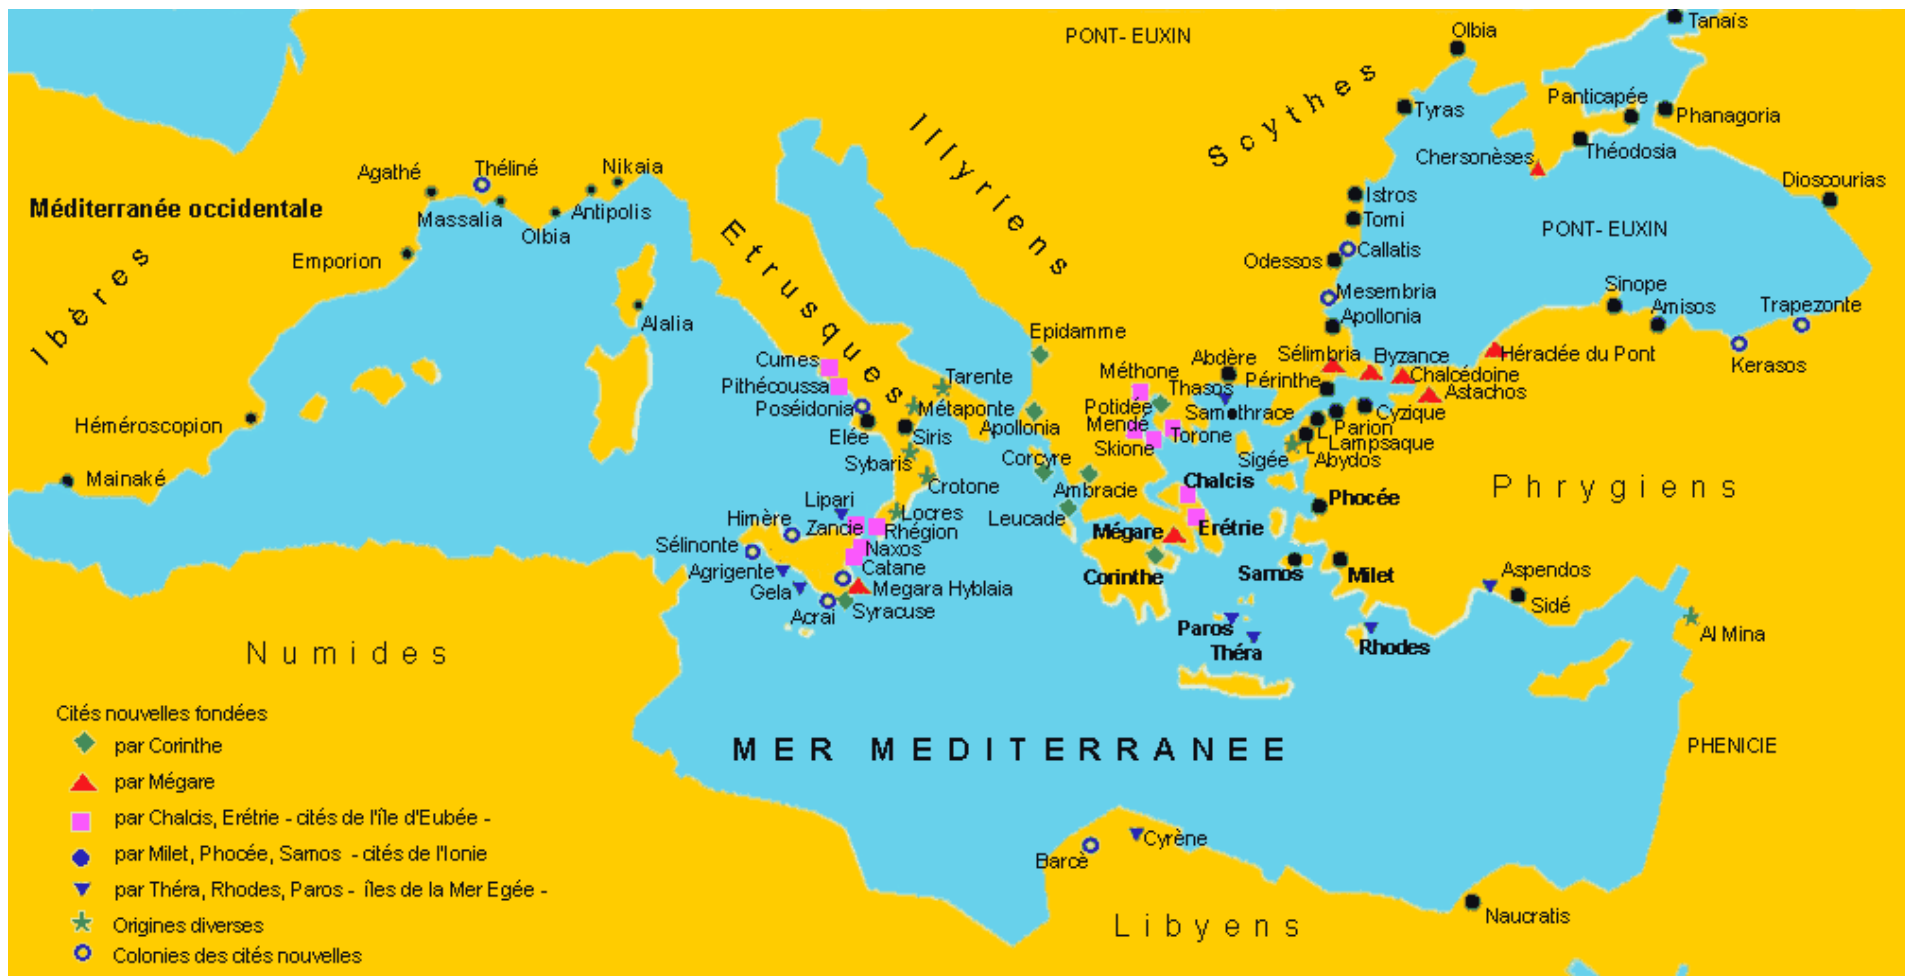 PONT- EUXIN
Olbia
Tanaïs
Scythes
Illyriens
Tyras
Panticapée
Phanagoria
Chersonèses
Théodosia
Dioscourias
Agathé
Théliné
Nikaia
Méditerranée occidentale
Massalia
Antipolis
Olbia
Istros
Tomi
PONT- EUXIN
Emporion
Ibères
Etrusques
Callatis
Odessos
Mesembria
Apollonia
Sinope
Amisos
Trapezonte
Alalia
Epidamme
Cumes
Pithécoussa
Poséidonia
Elée
Siris
Tarente
Métaponte
Apollonia
Méthone
Abdère
Sélimbria
Byzance
Héraclée du Pont
Kerasos
Thasos
Périnthe
Chalcédoine
Astachos
Héméroscopion
Potidée
Samothrace
Mendé
Skione
Torone
Cyzique
Parion
Lampsaque
Sigée
Abydos
Sybaris
Crotone
Corcyre
Ambracie
Mainaké
Chalcis
Phocée
Phrygiens
Lipari
Locres
Leucade
Himère
Zancle
Rhégion
Mégare
Erétrie
Sélinonte
Naxos
Catane
Agrigente
Gela
Megara Hyblaia
Acrai
Syracuse
Corinthe
Samos
Milet
Aspendos
Sidé
Paros
Théra
Rhodes
Al Mina
Numides
Cités nouvelles fondées
par Corinthe
par Mégare
par Chalcis, Erétrie - cités de l'île d'Eubée -
par Milet, Phocée, Samos - cités de l'Ionie
par Théra, Rhodes, Paros - îles de la Mer Egée -
Origines diverses
Colonies des cités nouvelles
MER MEDITERRANEE
PHENICIE
Barcè
Cyrène
Libyens
Naucratis